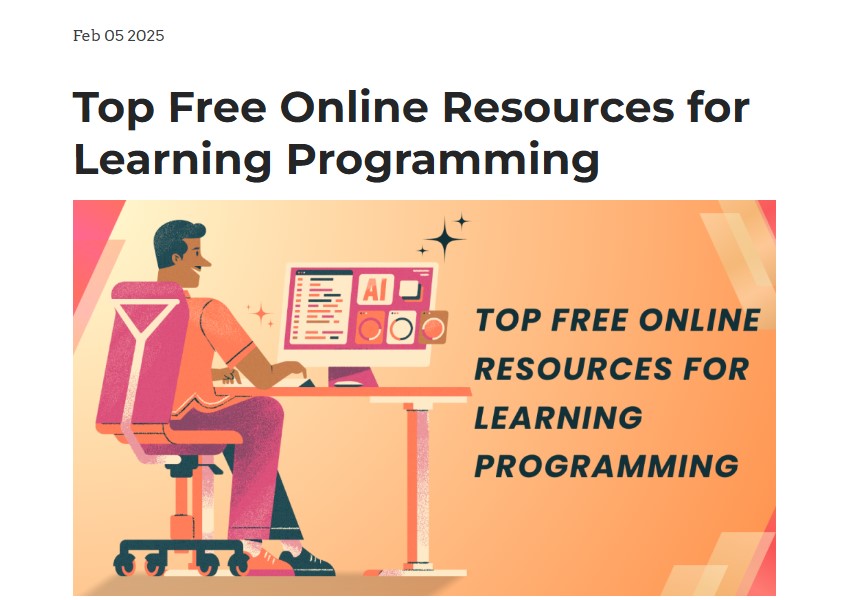 Feb 05 2025
Top Free Online Resources for
Learning Programming
AI
TOP FREE ONLINE
RESOURCES FOR
LEARNING
PROGRAMMING